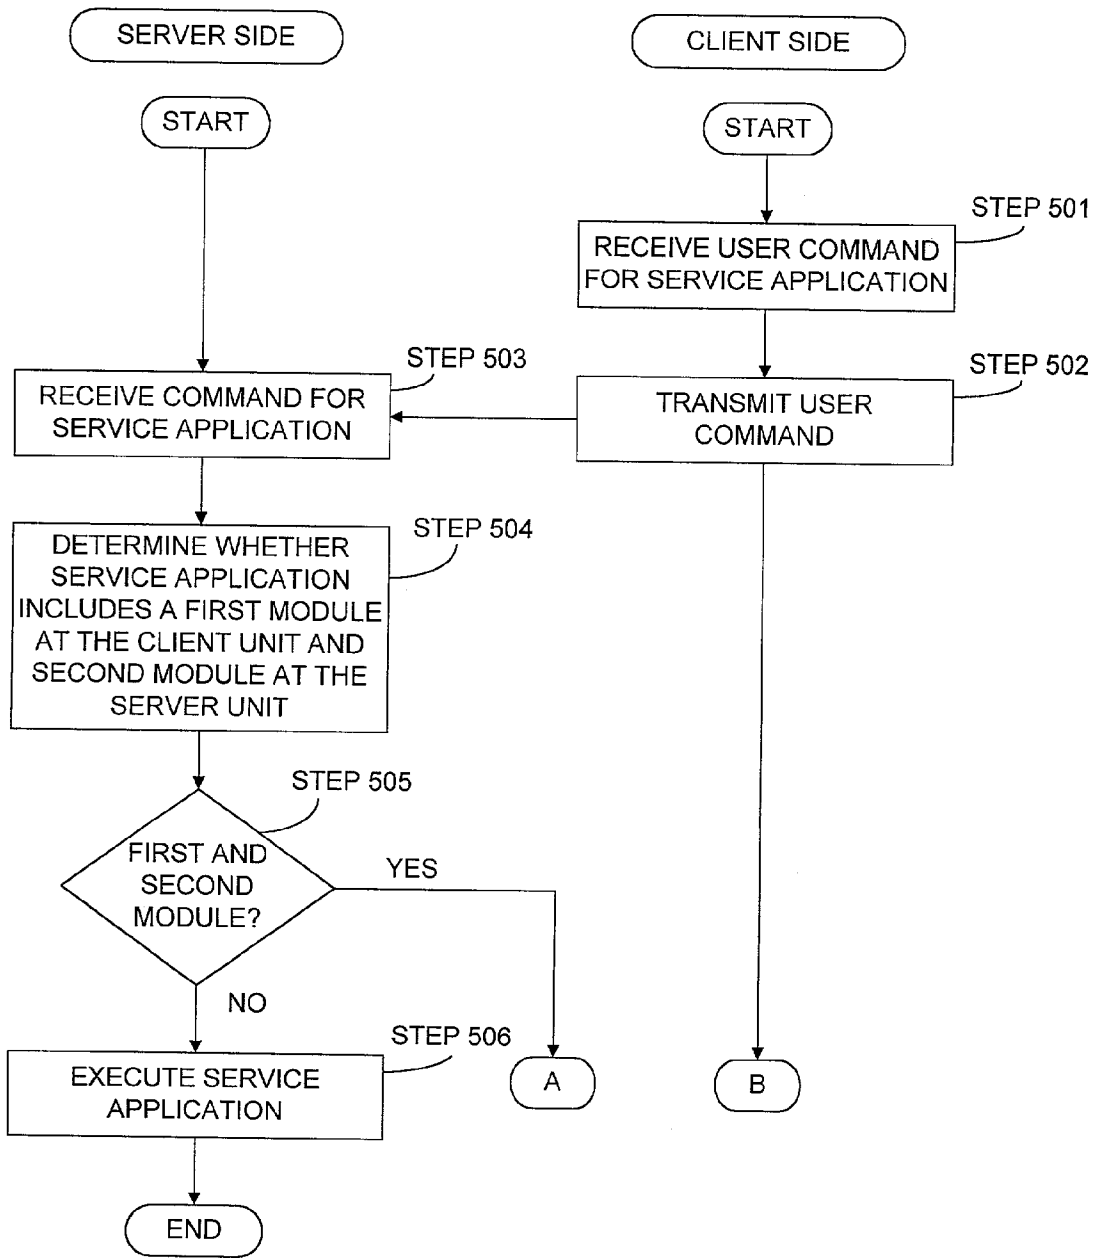 SERVER SIDE
CLIENT SIDE
START
START
STEP 501
RECEIVE USER COMMAND
FOR SERVICE APPLICATION
STEP 503
STEP 502
RECEIVE COMMAND FOR
SERVICE APPLICATION
TRANSMIT USER
COMMAND
STEP 504
DETERMINE WHETHER
SERVICE APPLICATION
INCLUDES A FIRST MODULE
AT THE CLIENT UNIT AND
SECOND MODULE AT THE
SERVER UNIT
STEP 505
FIRST AND
SECOND
MODULE?
YES
NO
STEP 506
EXECUTE SERVICE
APPLICATION
A
B
END